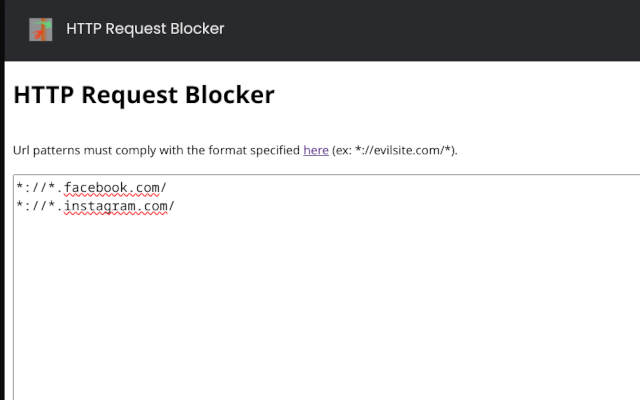 HTTP Request Blocker
HTTP Request Blocker
Url patterns must comply with the format specified here (ex: *://evilsite.com/*).
*://*.facebook.com/
*://*.instagram.com/